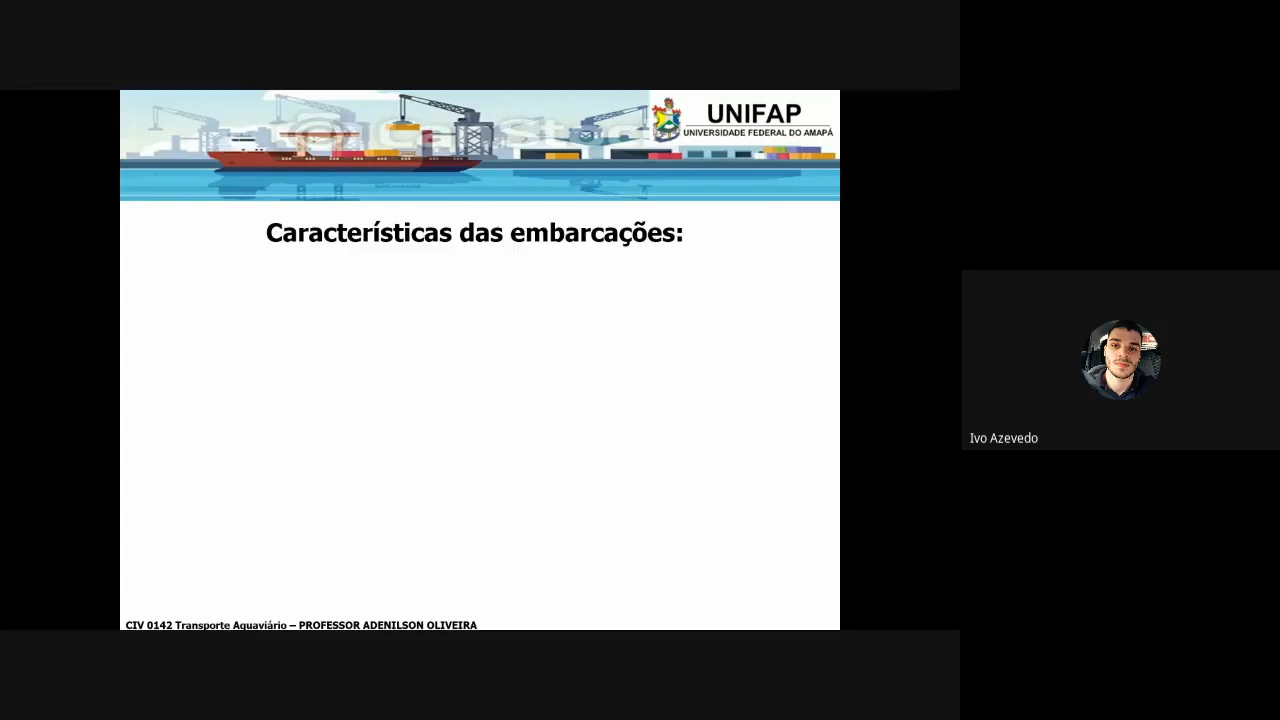 UNIFAP
UNIVERSIDADE FEDERAL DO AMAPÁ
Características das embarcações:
Ivo Azevedo
CIV 0142 Transporte Aquaviário – PROFESSOR ADENILSON OLIVEIRA